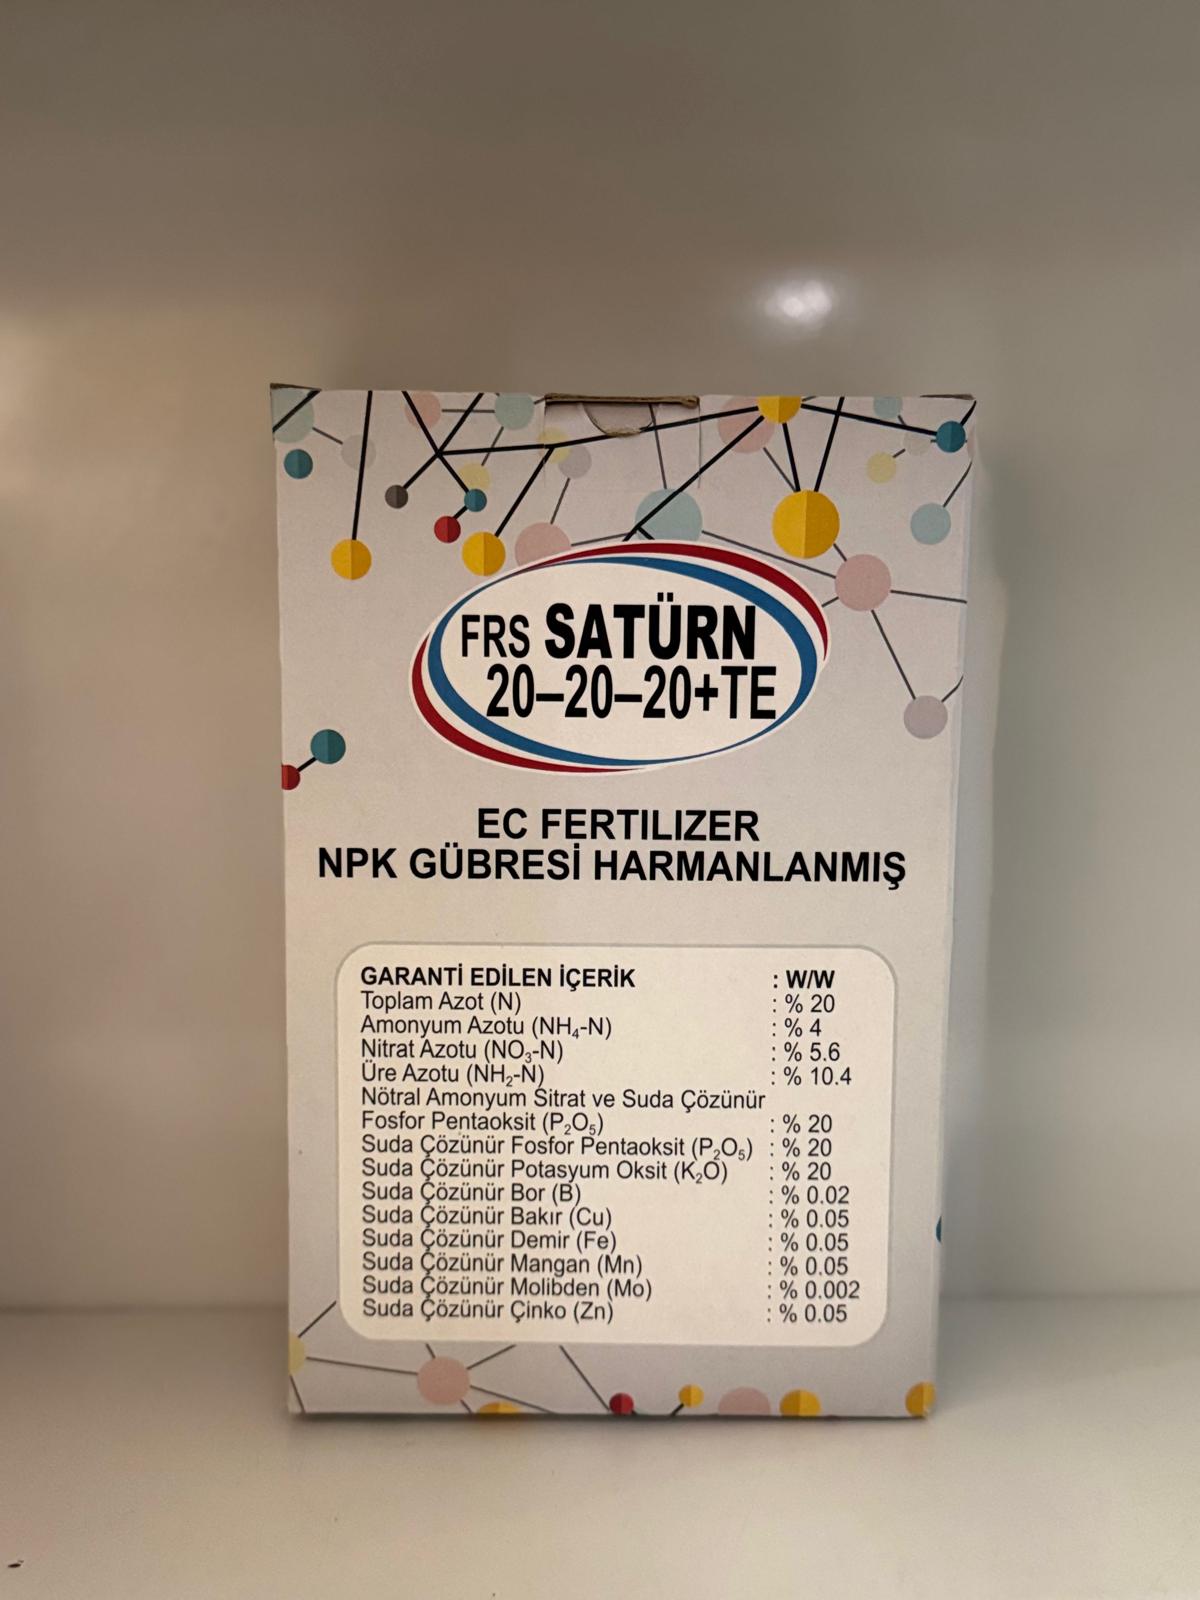 FRS SATÜRN
20–20–20+TE
EC FERTILIZER
NPK GÜBRESİ HARMANLANMIŞ
GARANTİ EDİLEN İÇERİK : W/W
Toplam Azot (N) : % 20
Amonyum Azotu (NH₄-N) : % 4
Nitrat Azotu (NO₃-N) : % 5.6
Üre Azotu (NH₂-N) : % 10.4
Nötral Amonyum Sitrat ve Suda Çözünür
Fosfor Pentaoksit (P₂O₅) : % 20
Suda Çözünür Fosfor Pentaoksit (P₂O₅) : % 20
Suda Çözünür Potasyum Oksit (K₂O) : % 20
Suda Çözünür Bor (B) : % 0.02
Suda Çözünür Bakır (Cu) : % 0.05
Suda Çözünür Demir (Fe) : % 0.05
Suda Çözünür Mangan (Mn) : % 0.05
Suda Çözünür Molibden (Mo) : % 0.002
Suda Çözünür Çinko (Zn) : % 0.05